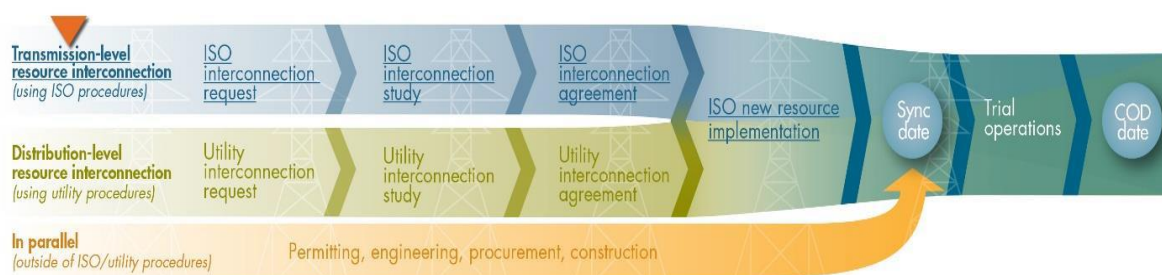 Transmission-level
resource interconnection
(using ISO procedures)
ISO
interconnection
request
ISO
interconnection
study
ISO
interconnection
agreement
Distribution-level
resource interconnection
(using utility procedures)
Utility
interconnection
request
Utility
interconnection
study
Utility
interconnection
agreement
ISO new resource
implementation
Sync
date
Trial
operations
COD
date
In parallel
(outside of ISO/utility procedures)
Permitting, engineering, procurement, construction